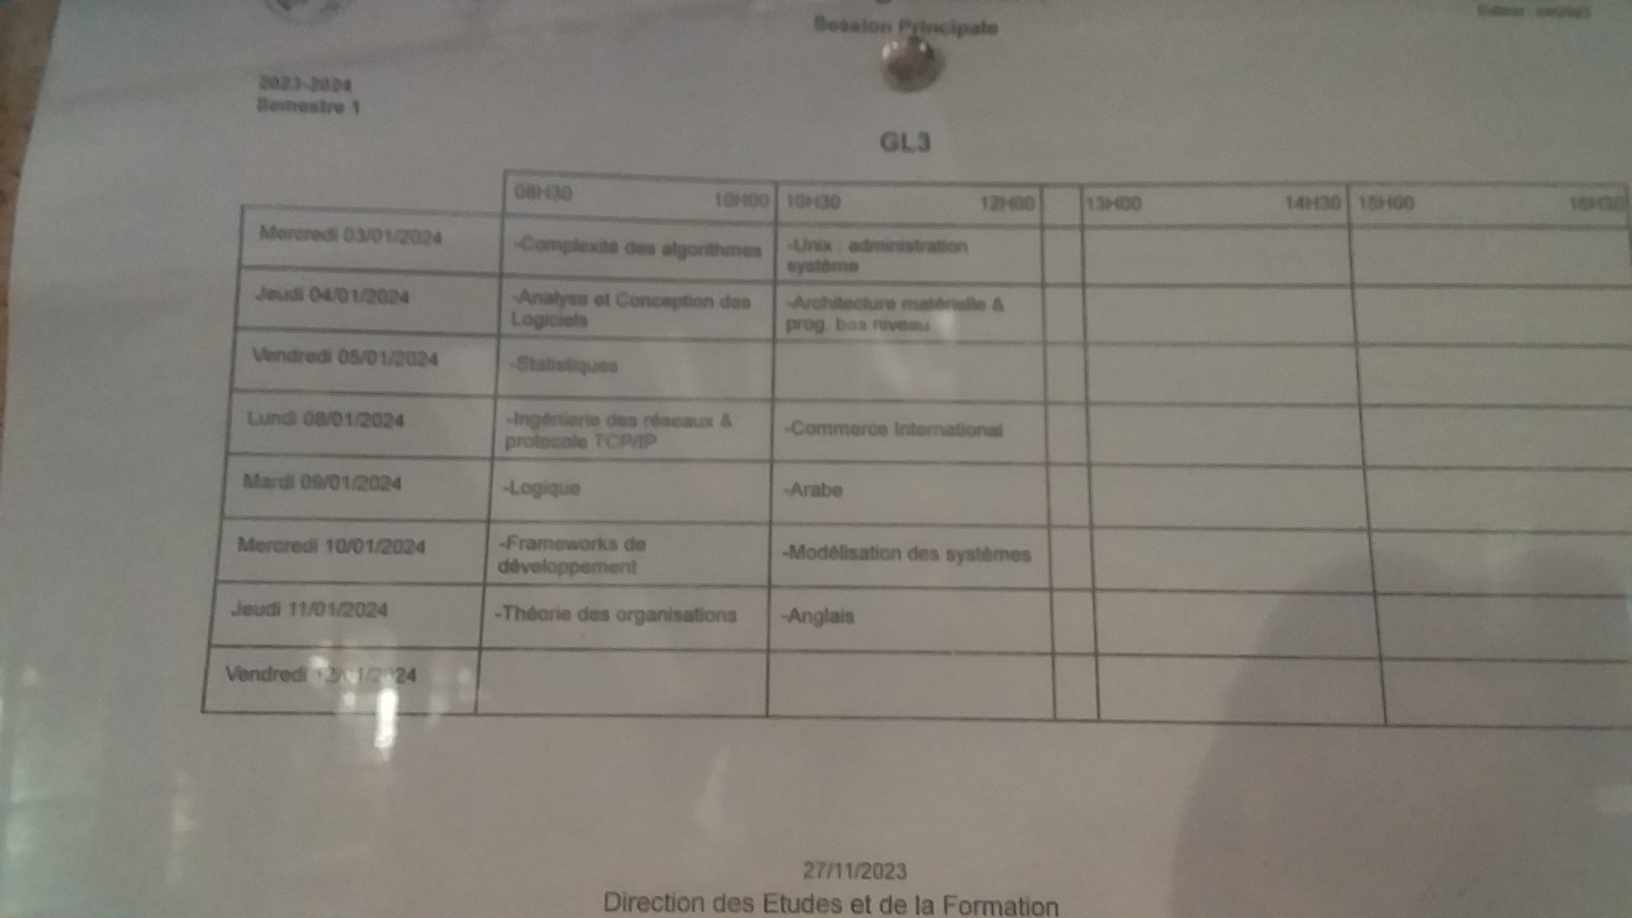 Session Principale
2023-2024
Semestre 1
GL3
08H30 10H00 10H30 12H00 13H00 14H30 15H00 16H30
Mercredi 03/01/2024 -Complexité des algorithmes -Unix : administration
système
Jeudi 04/01/2024 -Analyse et Conception des -Architecture matérielle &
Logiciels prog. bas niveau
Vendredi 05/01/2024 -Statistiques
Lundi 08/01/2024 -Ingénierie des réseaux & -Commerce International
protocole TCP/IP
Mardi 09/01/2024 -Logique -Arabe
Mercredi 10/01/2024 -Frameworks de -Modélisation des systèmes
développement
Jeudi 11/01/2024 -Théorie des organisations -Anglais
Vendredi 12/01/2024
27/11/2023
Direction des Etudes et de la Formation